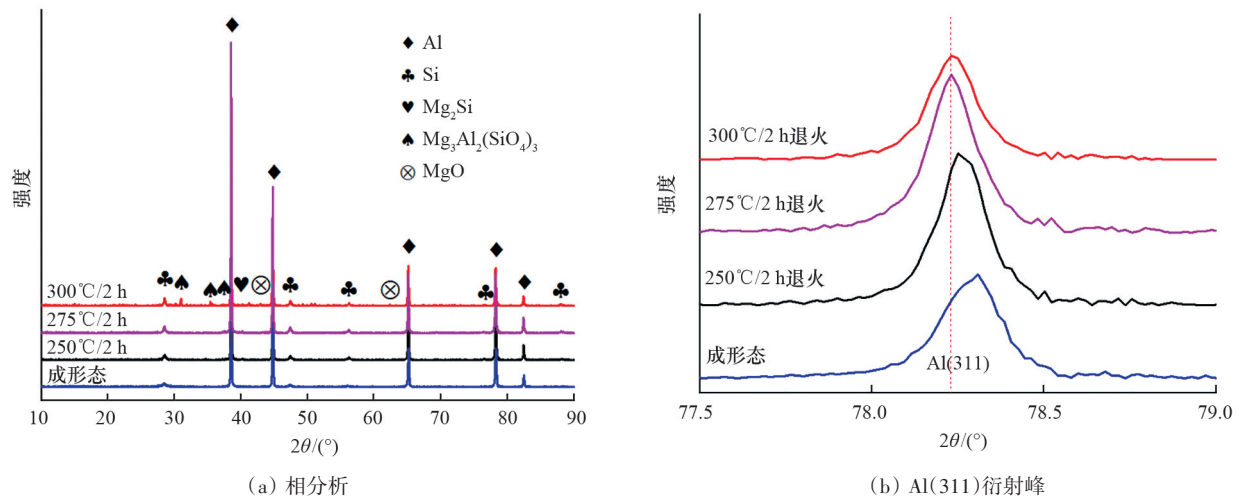 Al
Si
Mg₂Si
Mg₃Al₂(SiO₄)₃
MgO
强度
300℃/2 h
275℃/2 h
250℃/2 h
成形态
10 20 30 40 50 60 70 80 90
2θ/(°)
(a) 相分析
300℃/2 h退火
275℃/2 h退火
250℃/2 h退火
成形态
Al(311)
强度
77.5 78.0 78.5 79.0
2θ/(°)
(b) Al(311)衍射峰